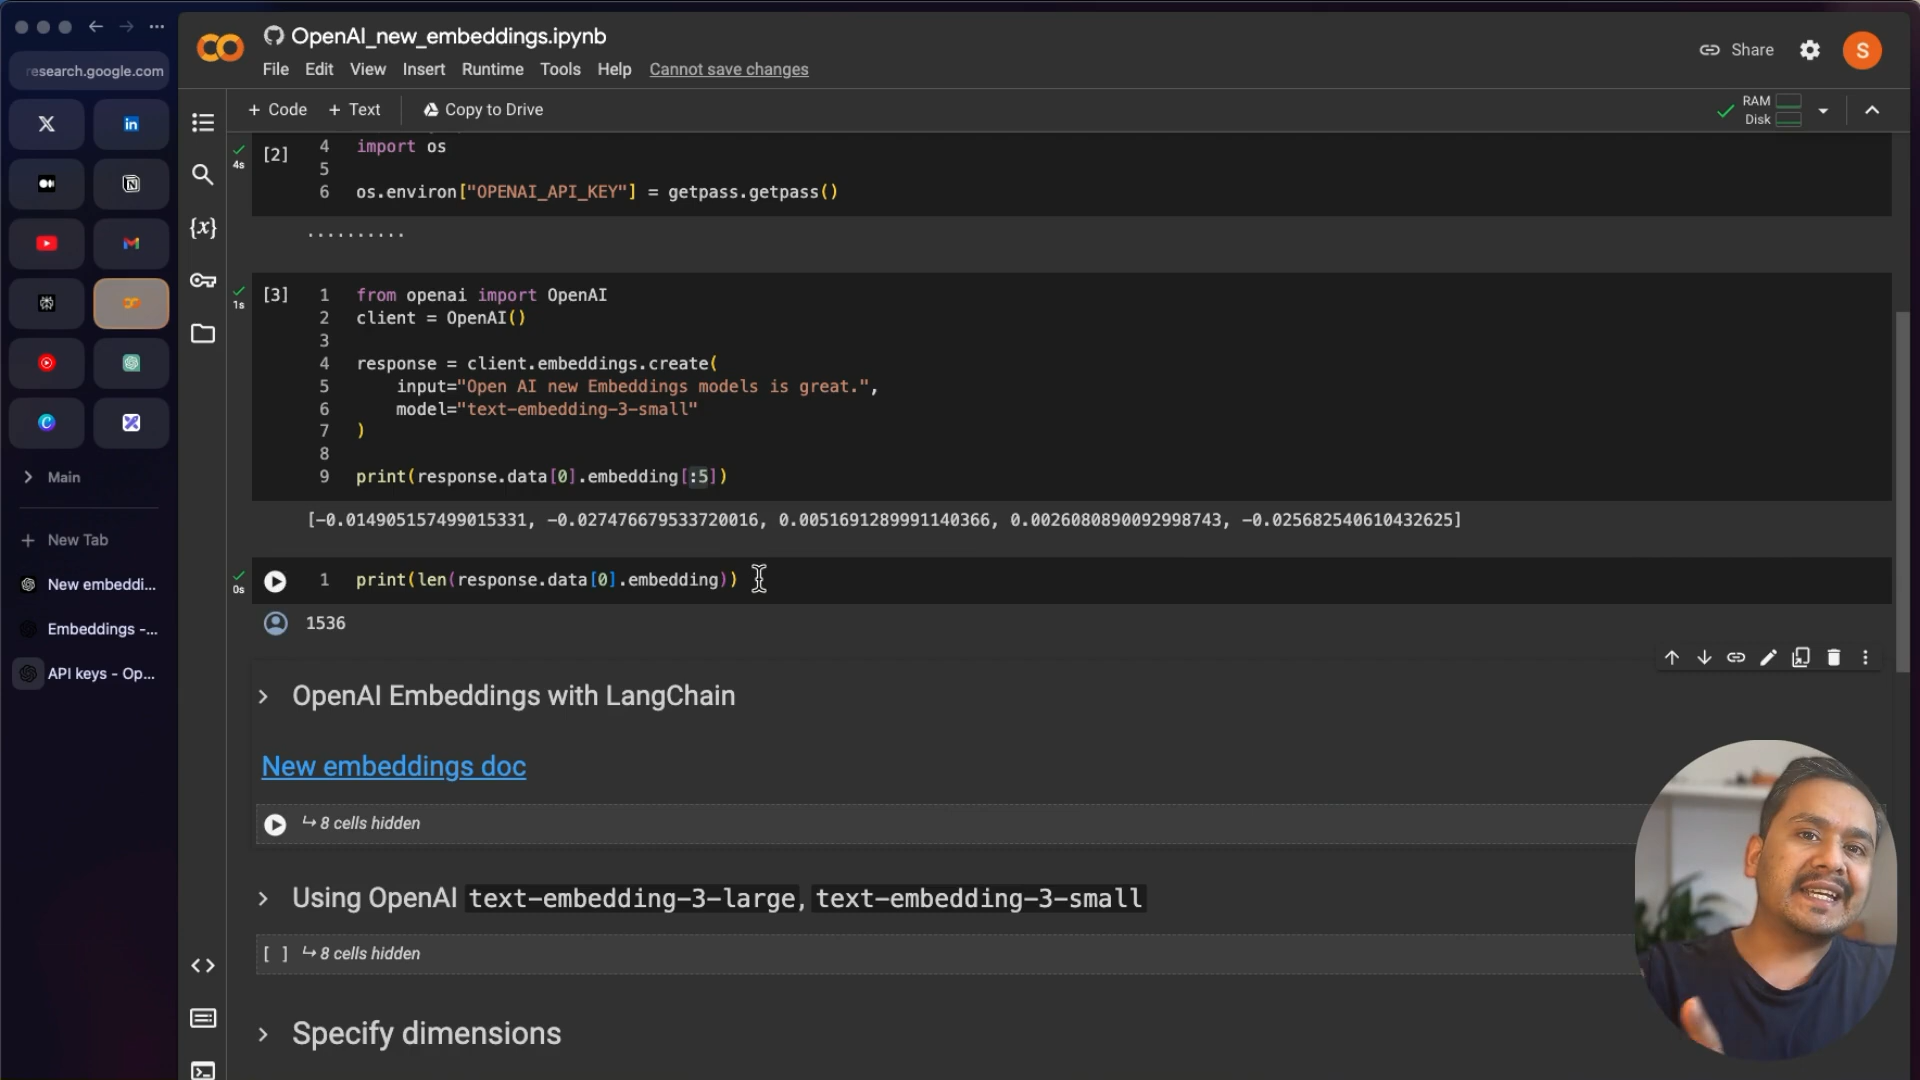 OpenAI_new_embeddings.ipynb
Share
S
research.google.com
File Edit View Insert Runtime Tools Help Cannot save changes
+ Code + Text Copy to Drive
RAM
Disk
4s
[2]
4 import os
5
6 os.environ["OPENAI_API_KEY"] = getpass.getpass()
··········
1s
[3]
1 from openai import OpenAI
2 client = OpenAI()
3
4 response = client.embeddings.create(
5 input="Open AI new Embeddings models is great.",
6 model="text-embedding-3-small"
7 )
8
9 print(response.data[0].embedding[:5])
[-0.014905157499015331, -0.027476679533720016, 0.0051691289991140366, 0.0026080890092998743, -0.025682540610432625]
0s
1 print(len(response.data[0].embedding))
1536
OpenAI Embeddings with LangChain
New embeddings doc
8 cells hidden
Using OpenAI text-embedding-3-large, text-embedding-3-small
[ ] 8 cells hidden
Specify dimensions
Main
+ New Tab
New embeddi...
Embeddings -...
API keys - Op...
{x}
X
in
N
C